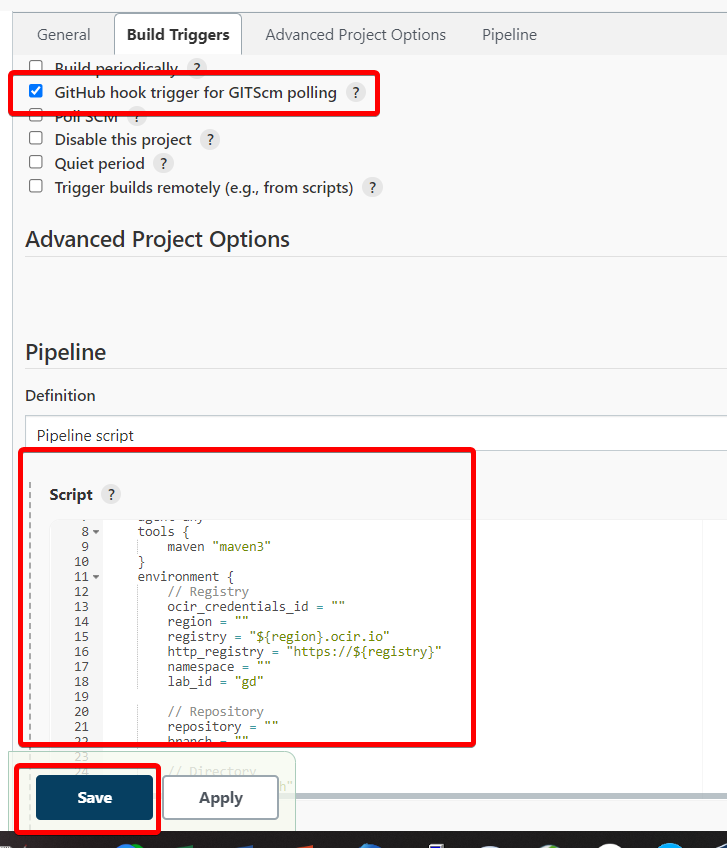 General Build Triggers Advanced Project Options Pipeline
Build periodically ?
GitHub hook trigger for GITScm polling ?
Poll SCM ?
Disable this project ?
Quiet period ?
Trigger builds remotely (e.g., from scripts) ?
Advanced Project Options
Pipeline
Definition
Pipeline script
Script ?
agent any
8 tools {
9 maven "maven3"
10 }
11 environment {
12 // Registry
13 ocir_credentials_id = ""
14 region = ""
15 registry = "${region}.ocir.io"
16 http_registry = "https://${registry}"
17 namespace = ""
18 lab_id = "gd"
19
20 // Repository
21 repository = ""
22 branch = ""
23
24 // Directory
Save Apply